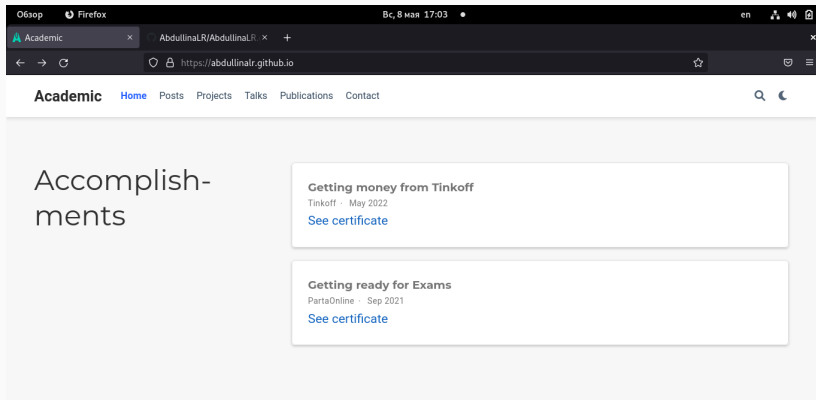 Обзор Firefox Вс, 8 мая 17:03 en
Academic AbdullinaLR/AbdullinaLR
https://abdullinalr.github.io
Academic Home Posts Projects Talks Publications Contact
Accomplish-
ments
Getting money from Tinkoff
Tinkoff · May 2022
See certificate
Getting ready for Exams
PartaOnline · Sep 2021
See certificate